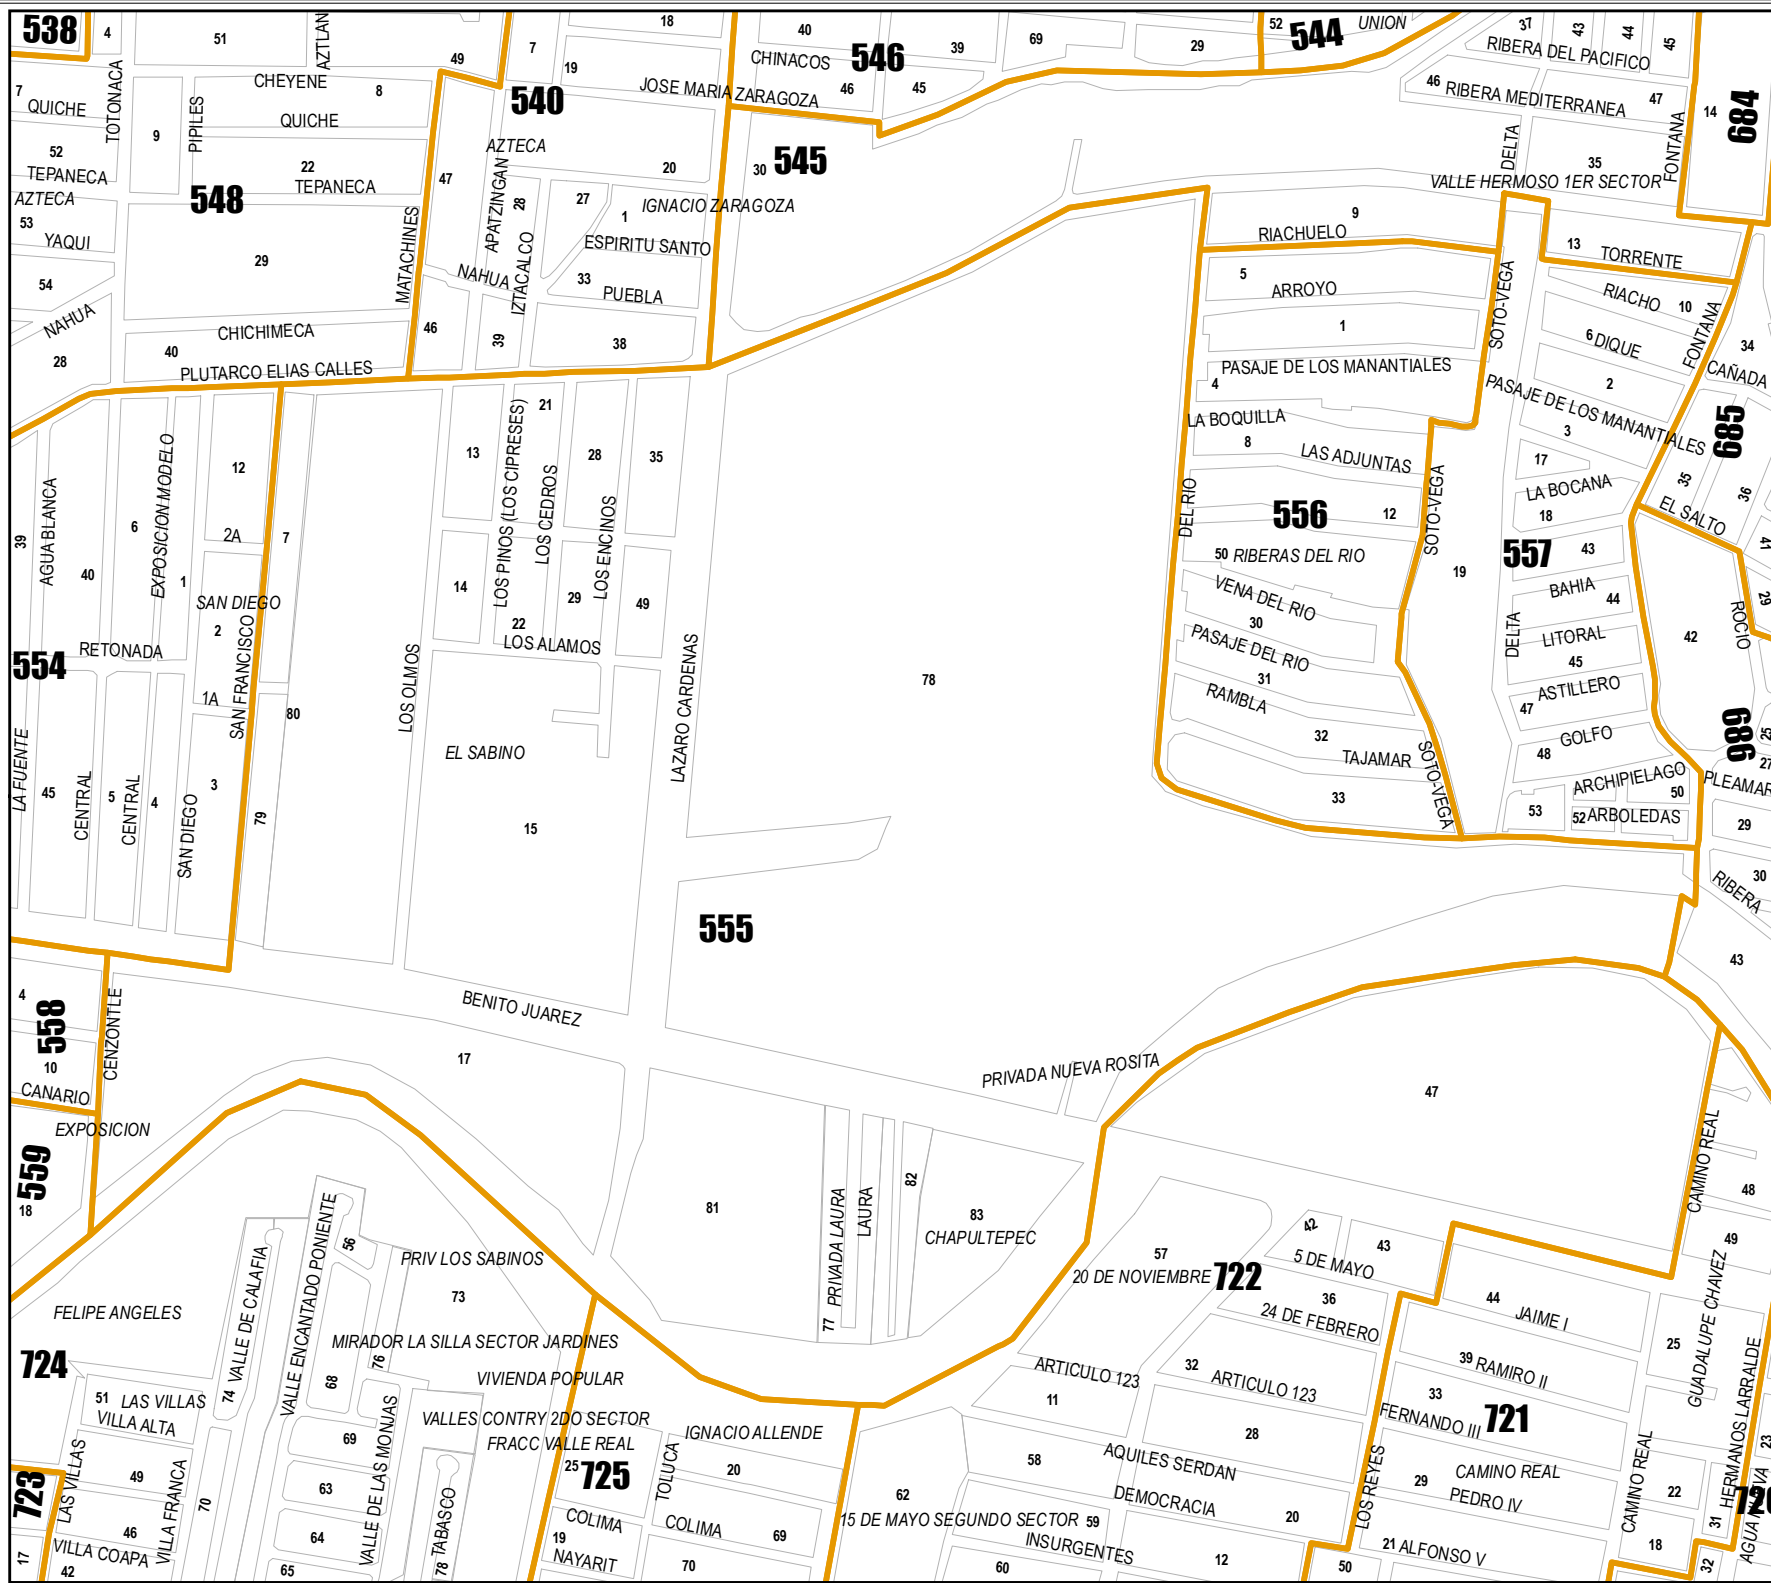 538
4
51
AZTLAN
49
7
18
40
CHINACOS
546
39
69
52
UNION
544
29
37
43
44
45
RIBERA DEL PACIFICO
7
QUICHE
TOTONACA
CHEYENE
8
19
JOSE MARIA ZARAGOZA
46
45
46
RIBERA MEDITERRANEA
47
14
684
9
PIPILES
QUICHE
540
AZTECA
52
TEPANECA
AZTECA
22
TEPANECA
548
47
APATZINGAN
28
27
20
1
IGNACIO ZARAGOZA
30
545
DELTA
35
FONTANA
VALLE HERMOSO 1ER SECTOR
53
YAQUI
54
NAHUA
28
29
MATACHINES
NAHUA
IZTACALCO
ESPIRITU SANTO
33
PUEBLA
9
RIACHUELO
13
TORRENTE
5
ARROYO
SOTO-VEGA
RIACHO
10
FONTANA
CHICHIMECA
40
46
39
38
1
6 DIQUE
34
CAÑADA
PLUTARCO ELIAS CALLES
PASAJE DE LOS MANANTIALES
4
2
PASAJE DE LOS MANANTIALES
3
685
LA BOQUILLA
8
LAS ADJUNTAS
17
LA BOCANA
18
35
36
EL SALTO
41
39
AGUA BLANCA
40
6
EXPOSICION MODELO
1
12
2A
7
13
LOS PINOS (LOS CIPRESES)
21
LOS CEDROS
28
LOS ENCINOS
35
DEL RIO
556
12
SOTO-VEGA
557
43
19
50
RIBERAS DEL RIO
SAN DIEGO
2
SAN FRANCISCO
14
22
29
49
VENA DEL RIO
30
BAHIA
44
LITORAL
45
DELTA
42
ROCIO
29
RETONADA
554
LOS ALAMOS
PASAJE DEL RIO
31
RAMBLA
ASTILLERO
47
1A
80
LOS OLMOS
LAZARO CARDENAS
78
32
TAJAMAR
SOTO-VEGA
GOLFO
48
686
25
27
LA FUENTE
45
CENTRAL
5
CENTRAL
4
SAN DIEGO
3
79
EL SABINO
15
33
ARCHIPIELAGO
50
PLEAMAR
53
52
ARBOLEDAS
29
30
RIBERA
555
43
4
558
CENZONTLE
BENITO JUAREZ
10
CANARIO
17
PRIVADA NUEVA ROSITA
47
EXPOSICION
559
18
CAMINO REAL
48
81
PRIVADA LAURA
LAURA
82
83
CHAPULTEPEC
77
57
20 DE NOVIEMBRE
722
42
43
5 DE MAYO
49
GUADALUPE CHAVEZ
VALLE DE CALAFIA
VALLE ENCANTADO PONIENTE
56
PRIV LOS SABINOS
73
FELIPE ANGELES
36
24 DE FEBRERO
44
JAIME I
25
MIRADOR LA SILLA SECTOR JARDINES
76
724
VIVIENDA POPULAR
ARTICULO 123
32
ARTICULO 123
39
RAMIRO II
51
LAS VILLAS
VILLA ALTA
74
68
11
33
FERNANDO III
721
HERMANOS LARRALDE
VALLES CONTRY 2DO SECTOR
FRACC VALLE REAL
IGNACIO ALLENDE
69
28
23
723
LAS VILLAS
49
VILLA FRANCA
70
63
VALLE DE LAS MONJAS
25
725
TOLUCA
20
58
AQUILES SERDAN
LOS REYES
29
CAMINO REAL
PEDRO IV
CAMINO REAL
22
62
DEMOCRACIA
31
46
64
TABASCO
COLIMA
COLIMA
69
15 DE MAYO SEGUNDO SECTOR
59
20
17
VILLA COAPA
42
65
78
19
NAYARIT
70
INSURGENTES
60
12
50
21
ALFONSO V
18
32